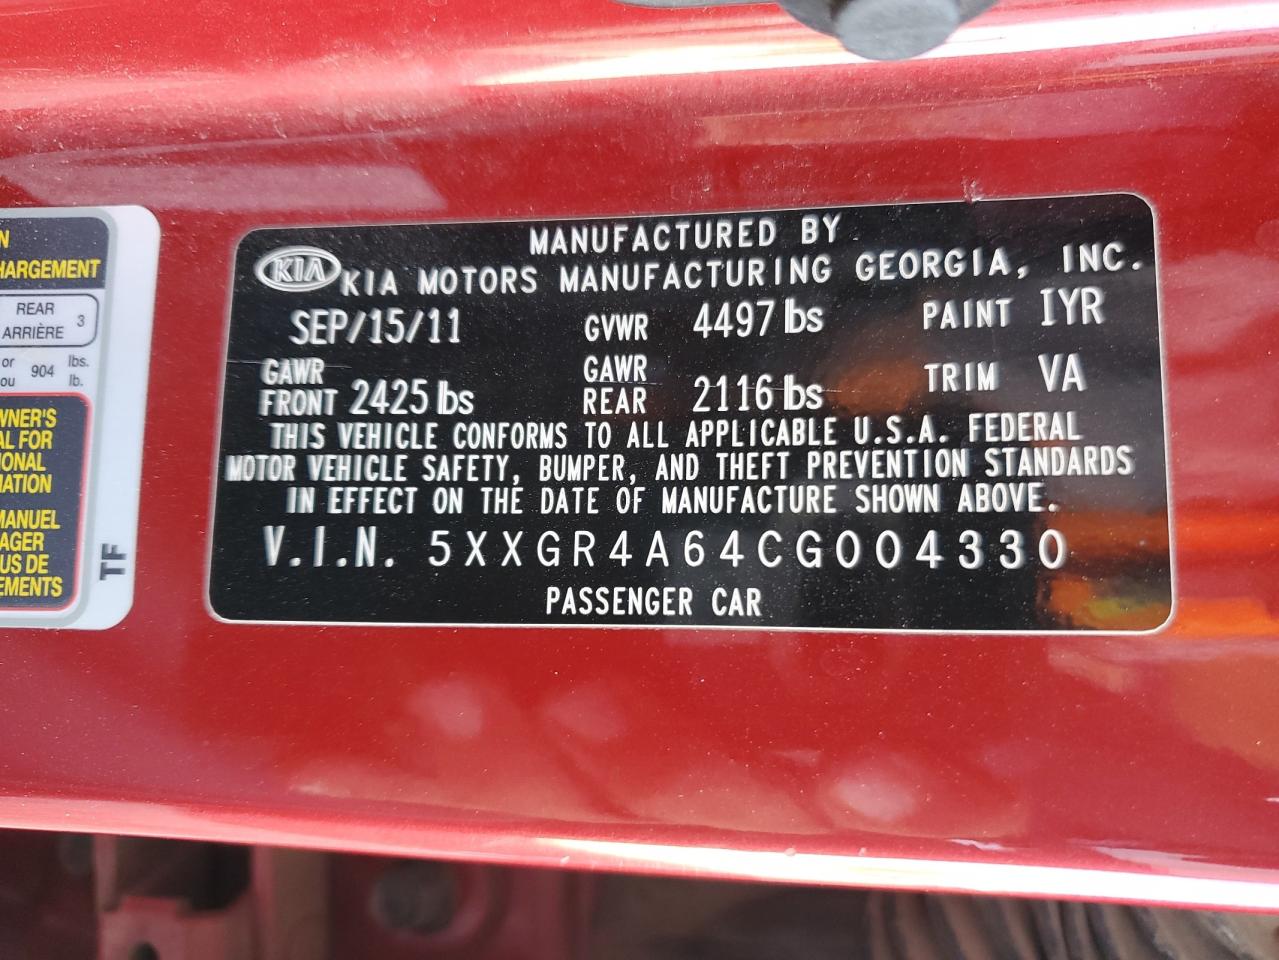 N
HARGEMENT
REAR
ARRIÈRE 3
or
ou 904 lbs.
lb.
WNER'S
AL FOR
IONAL
MATION
MANUEL
AGER
US DE
EMENTS
TF
MANUFACTURED BY
KIA KIA MOTORS MANUFACTURING GEORGIA, INC.
SEP/15/11 GVWR 4497 lbs PAINT IYR
GAWR FRONT 2425 lbs GAWR REAR 2116 lbs TRIM VA
THIS VEHICLE CONFORMS TO ALL APPLICABLE U.S.A. FEDERAL
MOTOR VEHICLE SAFETY, BUMPER, AND THEFT PREVENTION STANDARDS
IN EFFECT ON THE DATE OF MANUFACTURE SHOWN ABOVE.
V.I.N. 5XXGR4A64CG004330
PASSENGER CAR